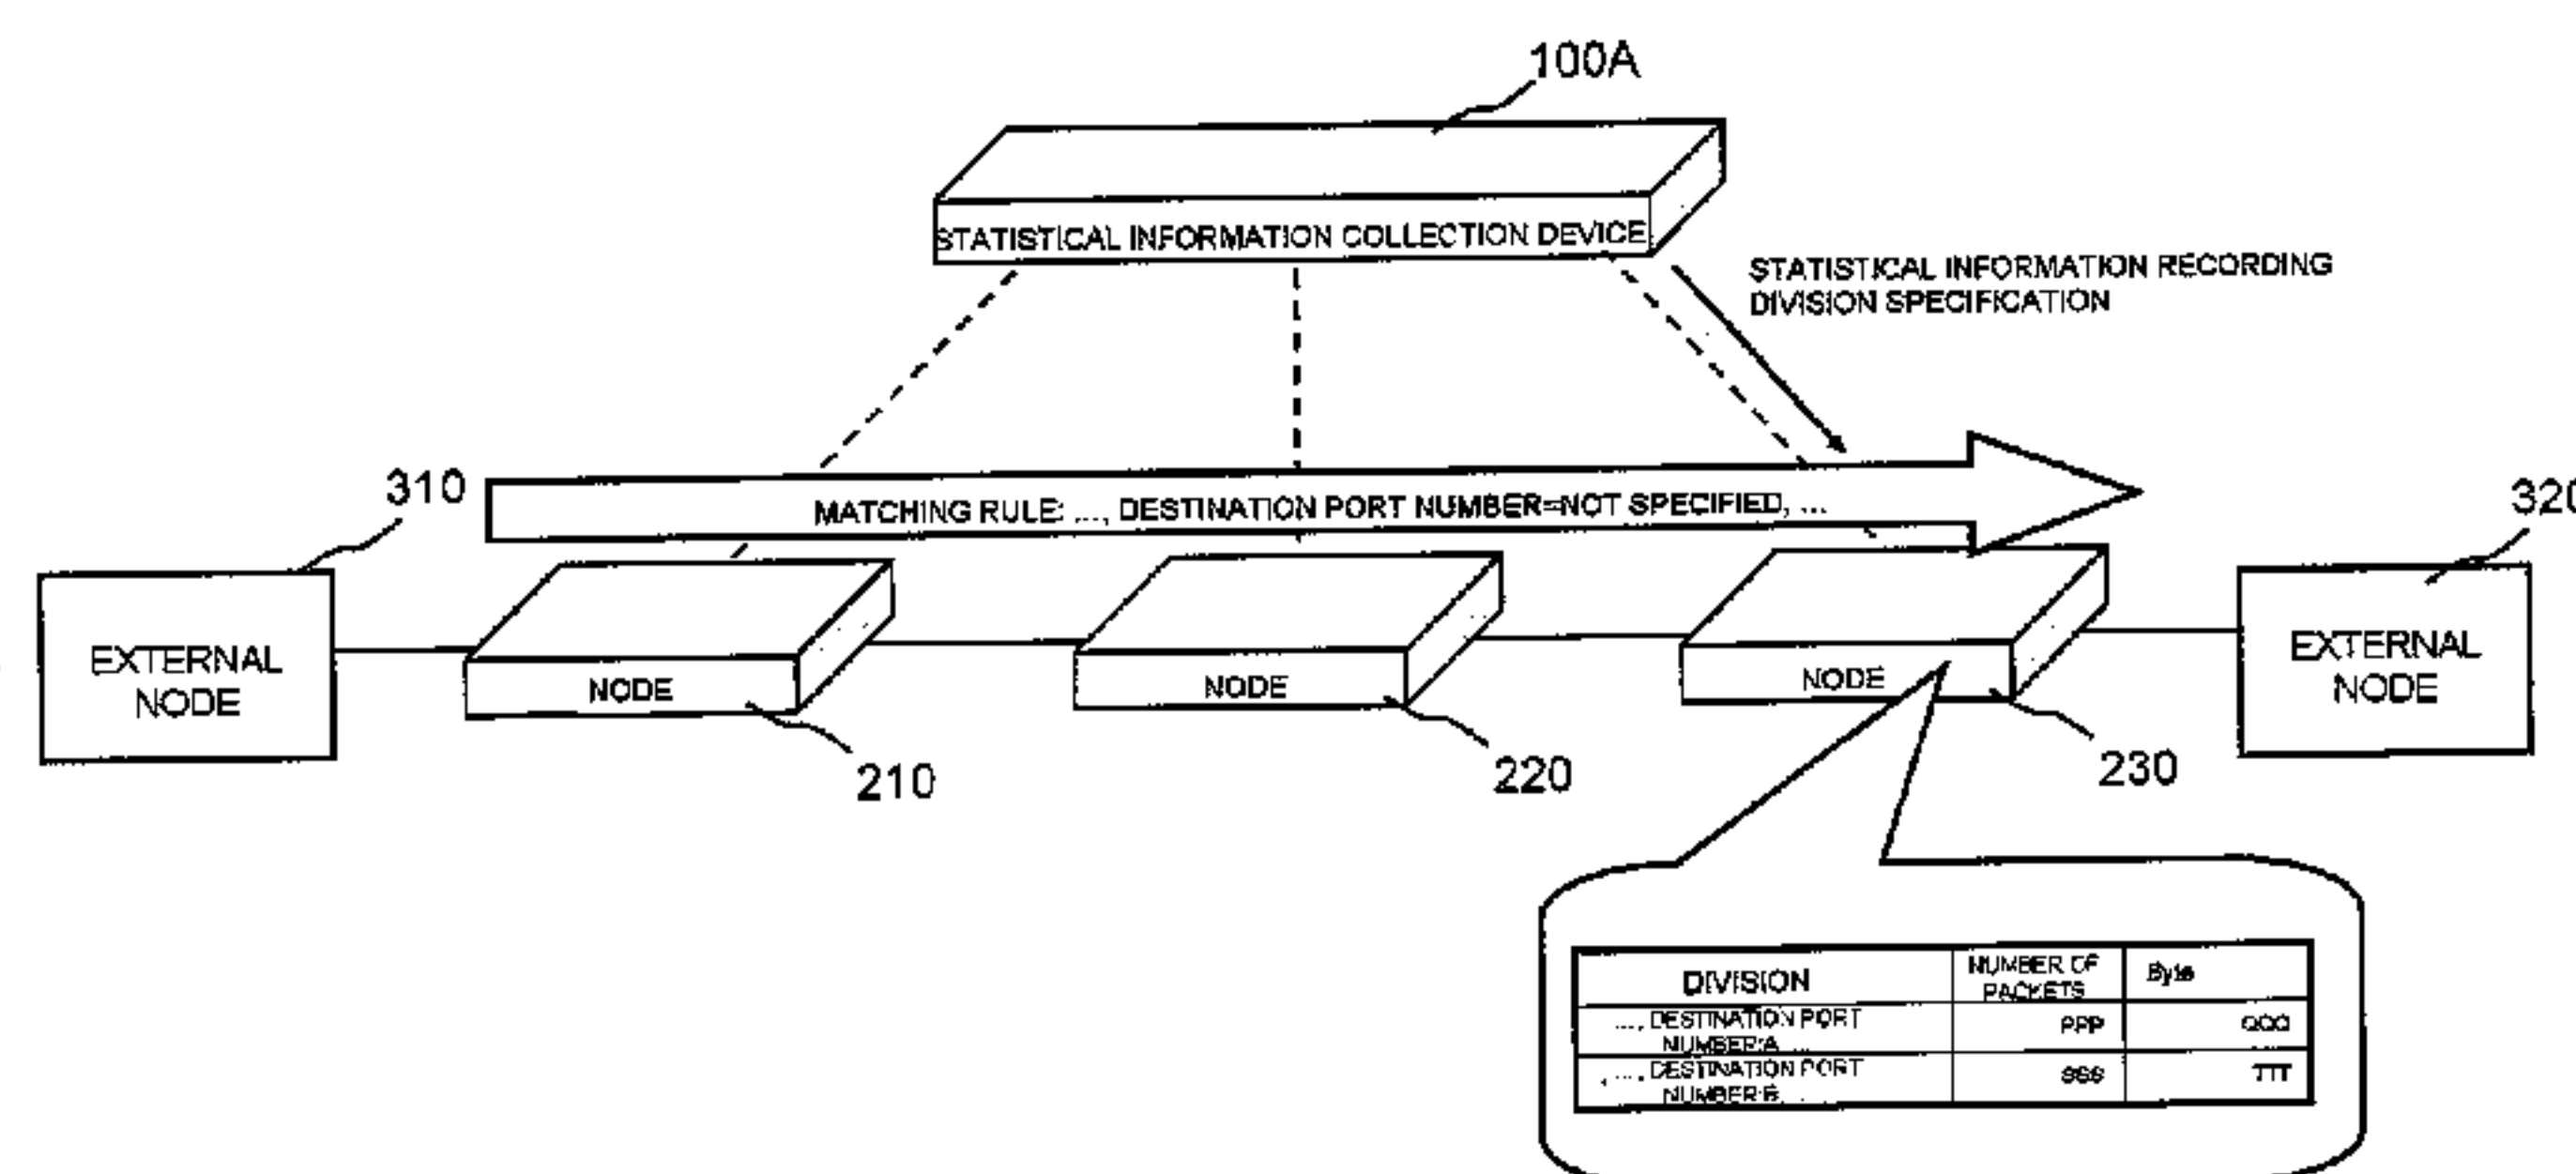 100A
STATISTICAL INFORMATION COLLECTION DEVICE
STATISTICAL INFORMATION RECORDING
DIVISION SPECIFICATION
310
MATCHING RULE: ..., DESTINATION PORT NUMBER=NOT SPECIFIED, ...
320
EXTERNAL
NODE
NODE
NODE
NODE
EXTERNAL
NODE
210
220
230
DIVISION
NUMBER OF
PACKETS
Byte
..., DESTINATION PORT
NUMBER:A ...
PPP
QQQ
, ..., DESTINATION PORT
NUMBER:B, ...
SSS
TTT